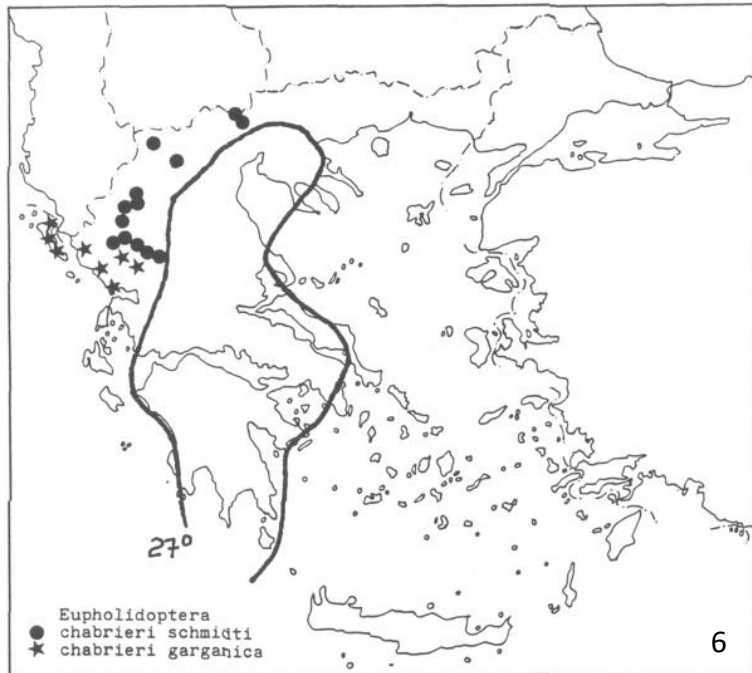 27°
Eupholidoptera
● chabrieri schmidti
★ chabrieri garganica
6